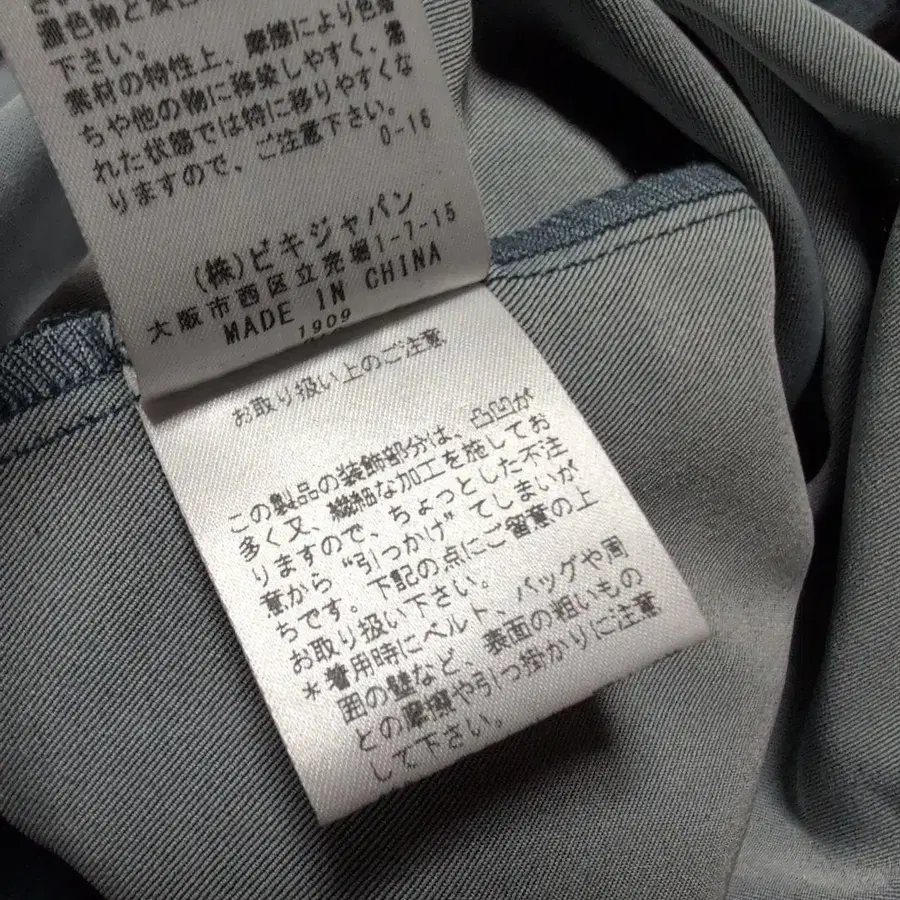 濃色物と淡色
下さい。
素材の特性上、摩擦により色落
ちや他の物に移染しやすく、濡
れた状態では特に移りやすくな
りますので、ご注意下さい。
0-16
(株)ビキジャパン
大阪市西区立売堀1-7-15
MADE IN CHINA
1909
お取り扱い上のご注意
この製品の装飾部分は、凸凹が
多く又、繊細な加工を施してお
りますので、ちょっとした不注
意から“引っかけ”てしまいが
ちです。下記の点にご留意の上
お取り扱い下さい。
*着用時にベルト、バッグや周
囲の壁など、表面の粗いもの
との摩擦や引っ掛かりに注意
して下さい。